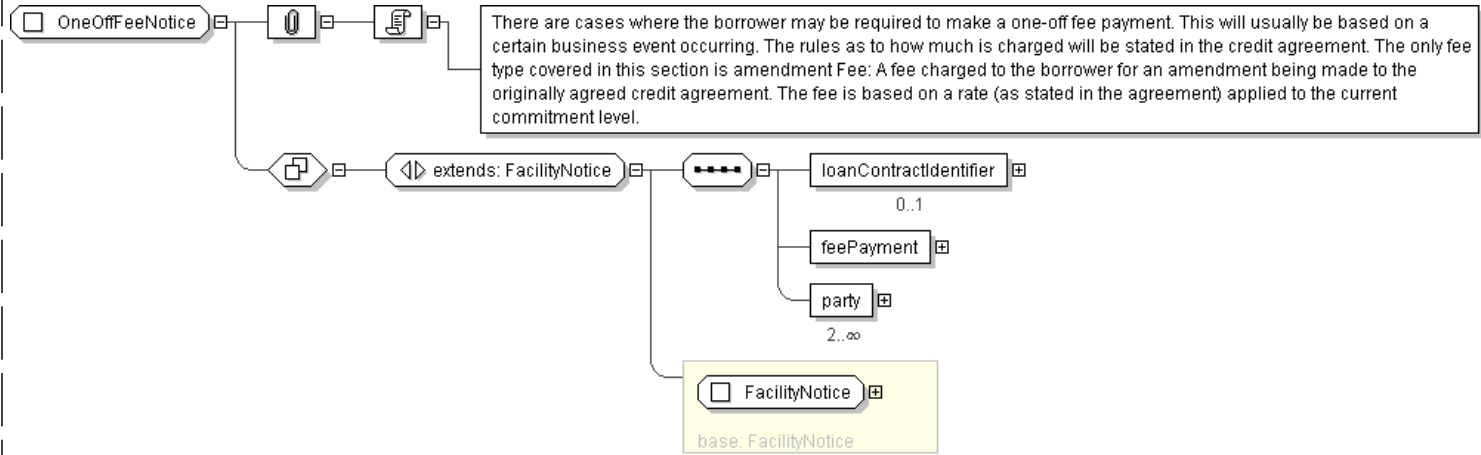 OneOffFeeNotice
There are cases where the borrower may be required to make a one-off fee payment. This will usually be based on a
certain business event occurring. The rules as to how much is charged will be stated in the credit agreement. The only fee
type covered in this section is amendment Fee: A fee charged to the borrower for an amendment being made to the
originally agreed credit agreement. The fee is based on a rate (as stated in the agreement) applied to the current
commitment level.
extends: FacilityNotice
loanContractIdentifier
0..1
feePayment
party
2..∞
FacilityNotice
base: FacilityNotice